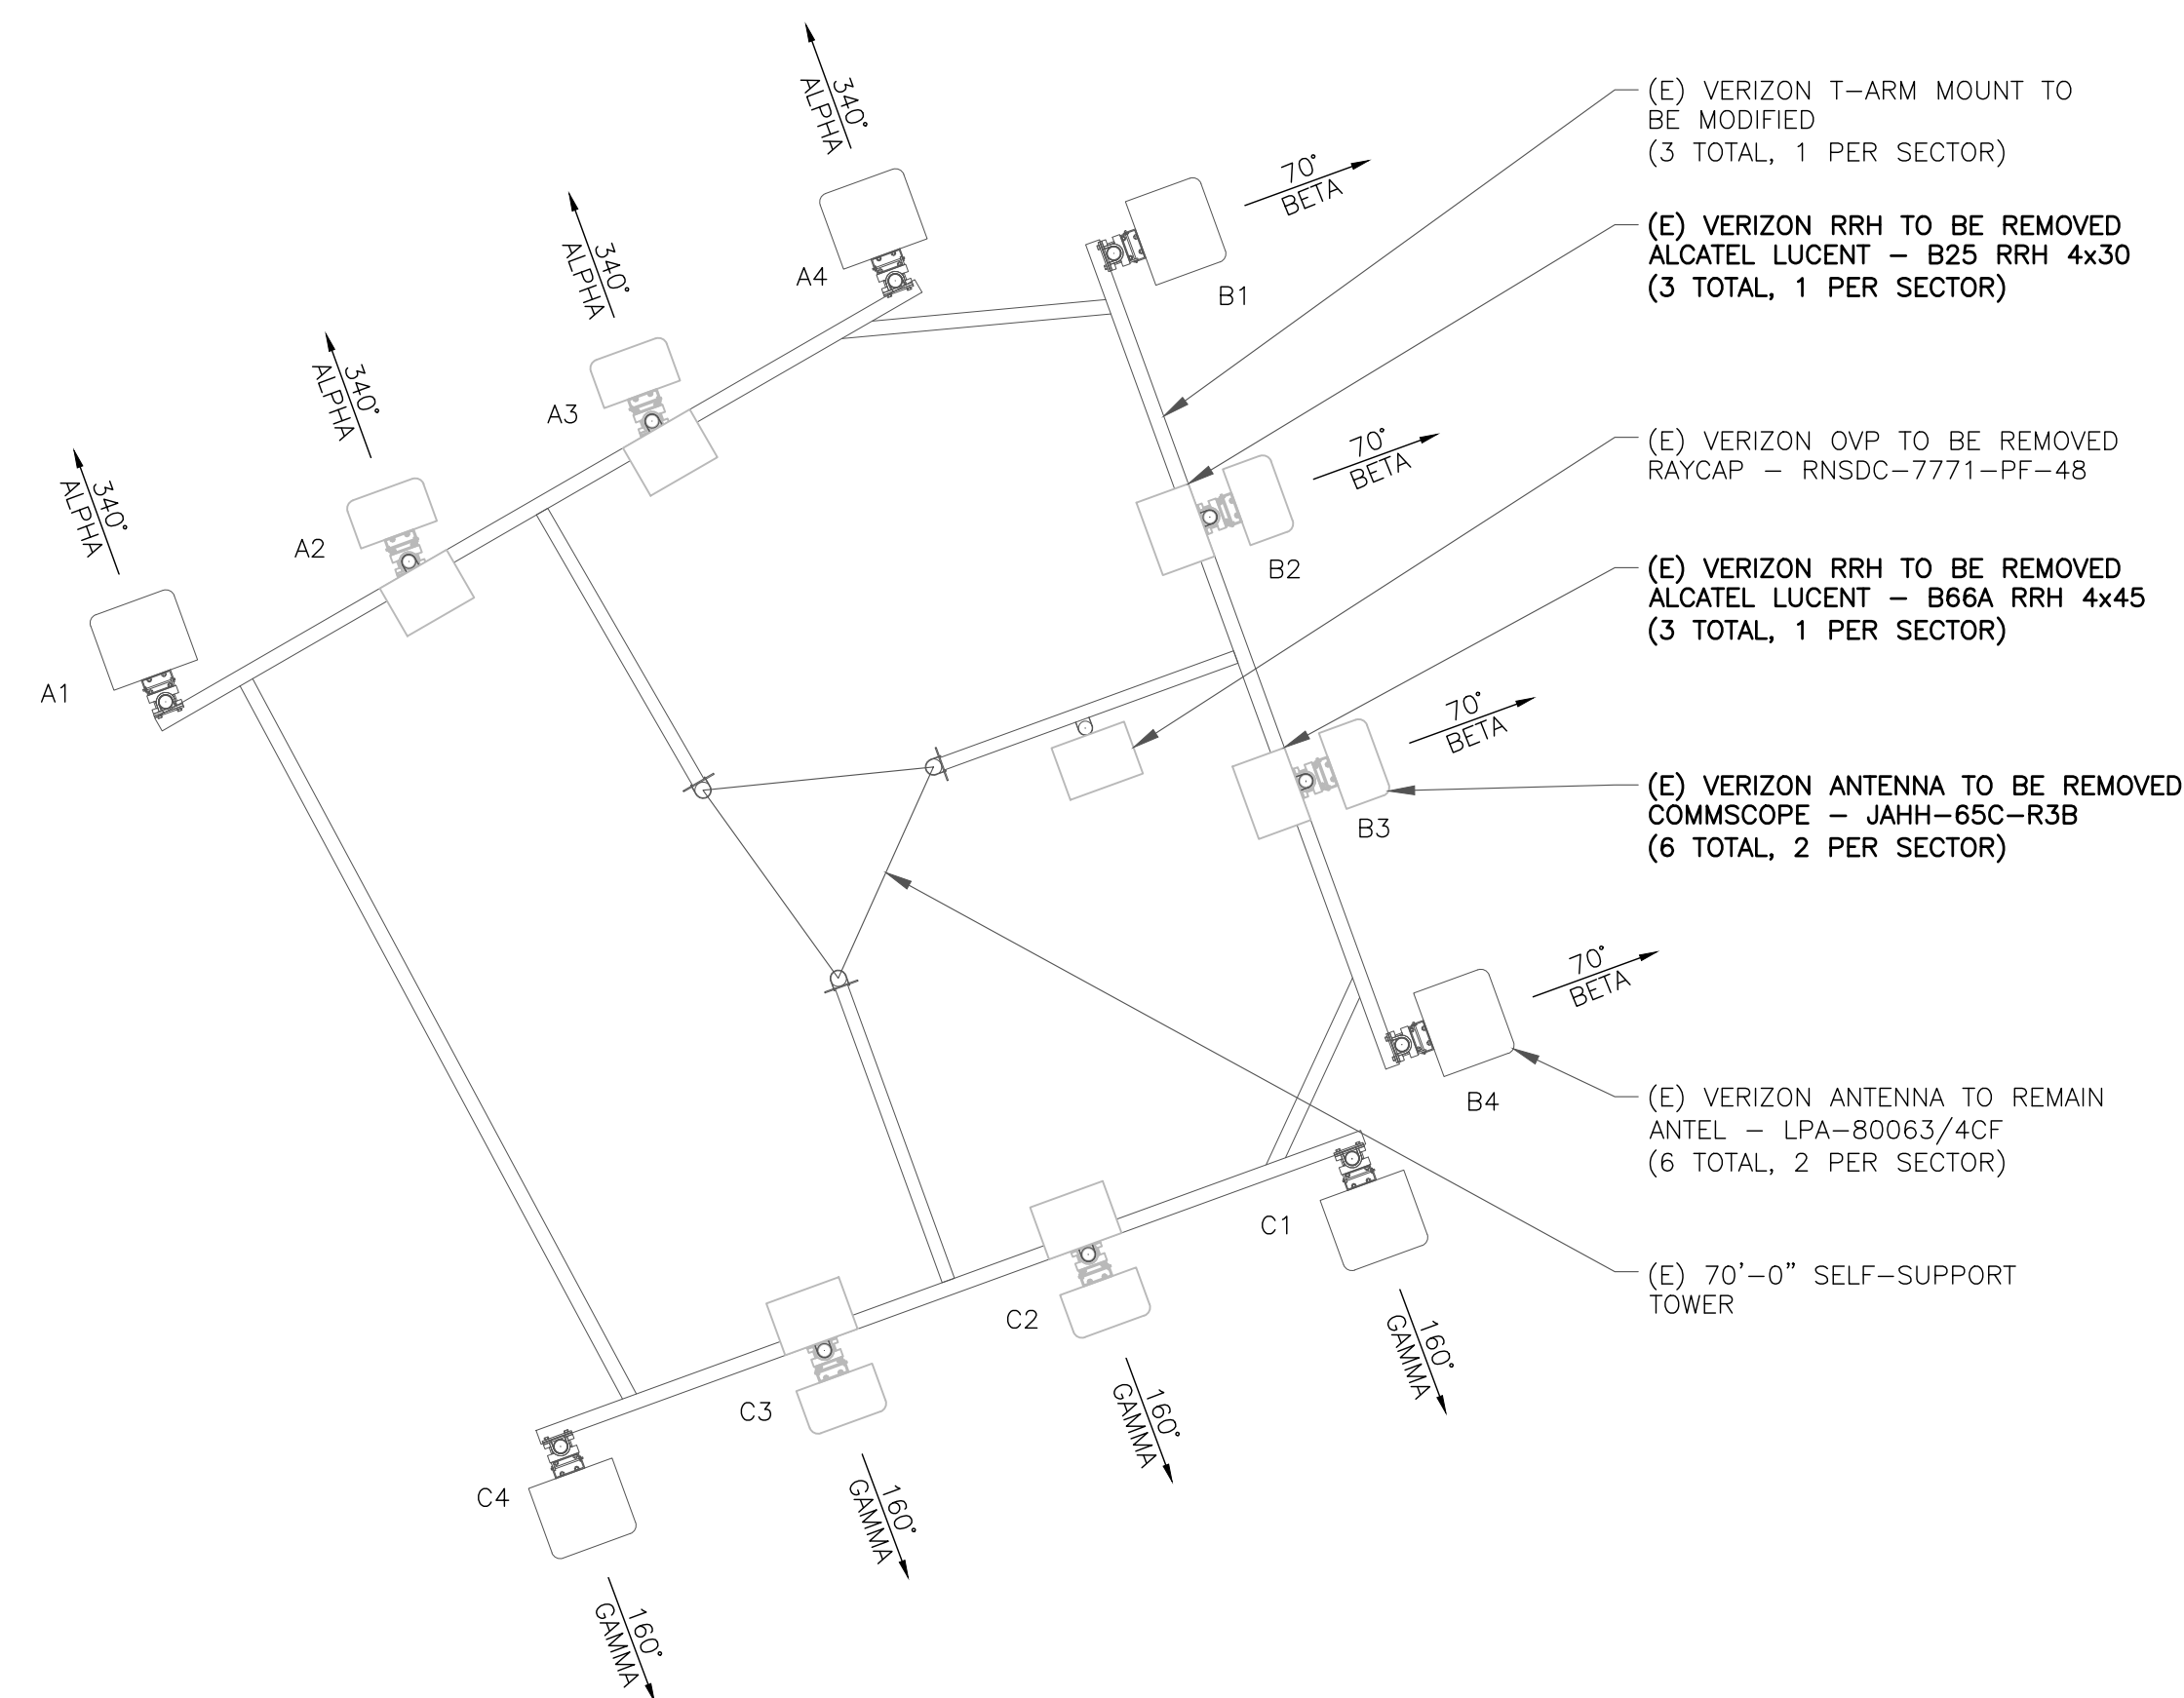 340°
ALPHA
A4
340°
ALPHA
A3
340°
ALPHA
A2
340°
ALPHA
A1
70°
BETA
B1
70°
BETA
B2
70°
BETA
B3
70°
BETA
B4
C1
160°
GAMMA
C2
160°
GAMMA
C3
160°
GAMMA
C4
160°
GAMMA
(E) VERIZON T-ARM MOUNT TO
BE MODIFIED
(3 TOTAL, 1 PER SECTOR)
(E) VERIZON RRH TO BE REMOVED
ALCATEL LUCENT - B25 RRH 4x30
(3 TOTAL, 1 PER SECTOR)
(E) VERIZON OVP TO BE REMOVED
RAYCAP - RNSDC-7771-PF-48
(E) VERIZON RRH TO BE REMOVED
ALCATEL LUCENT - B66A RRH 4x45
(3 TOTAL, 1 PER SECTOR)
(E) VERIZON ANTENNA TO BE REMOVED
COMMSCOPE - JAHH-65C-R3B
(6 TOTAL, 2 PER SECTOR)
(E) VERIZON ANTENNA TO REMAIN
ANTEL - LPA-80063/4CF
(6 TOTAL, 2 PER SECTOR)
(E) 70'-0" SELF-SUPPORT
TOWER